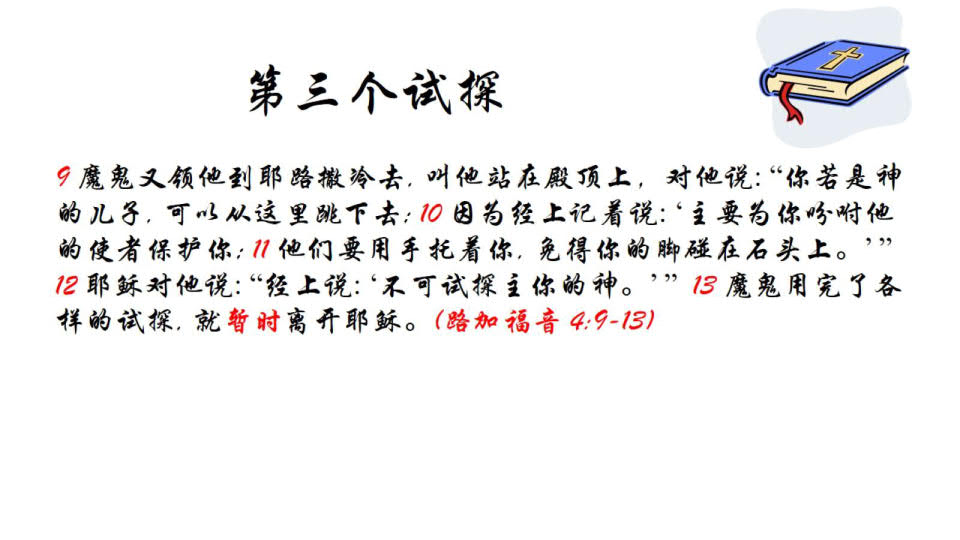 第三个试探
9 魔鬼又领他到耶路撒冷去, 叫他站在殿顶上， 对他说:“你若是神
的儿子, 可以从这里跳下去; 10 因为经上记着说:‘主要为你吩咐他
的使者保护你; 11 他们要用手托着你, 免得你的脚碰在石头上。’”
12 耶稣对他说:“经上说:‘不可试探主你的神。’” 13 魔鬼用完了各
样的试探, 就暂时离开耶稣。(路加福音 4:9-13)